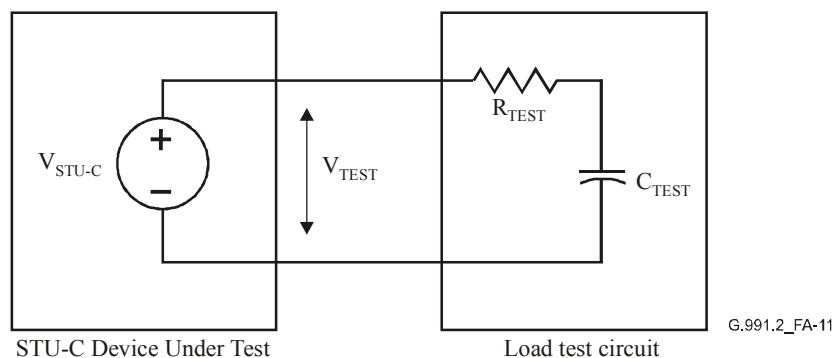 R_TEST
+
V_STU-C
V_TEST
−
C_TEST
G.991.2_FA-11
STU-C Device Under Test
Load test circuit